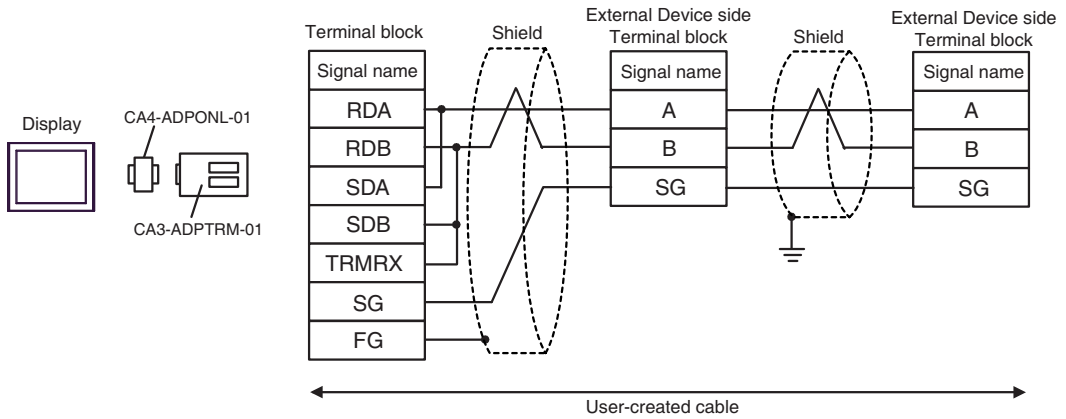 Display
CA4-ADPONL-01
CA3-ADPTRM-01
Terminal block
Signal name
RDA
RDB
SDA
SDB
TRMRX
SG
FG
Shield
External Device side
Terminal block
Signal name
A
B
SG
Shield
External Device side
Terminal block
Signal name
A
B
SG
User-created cable